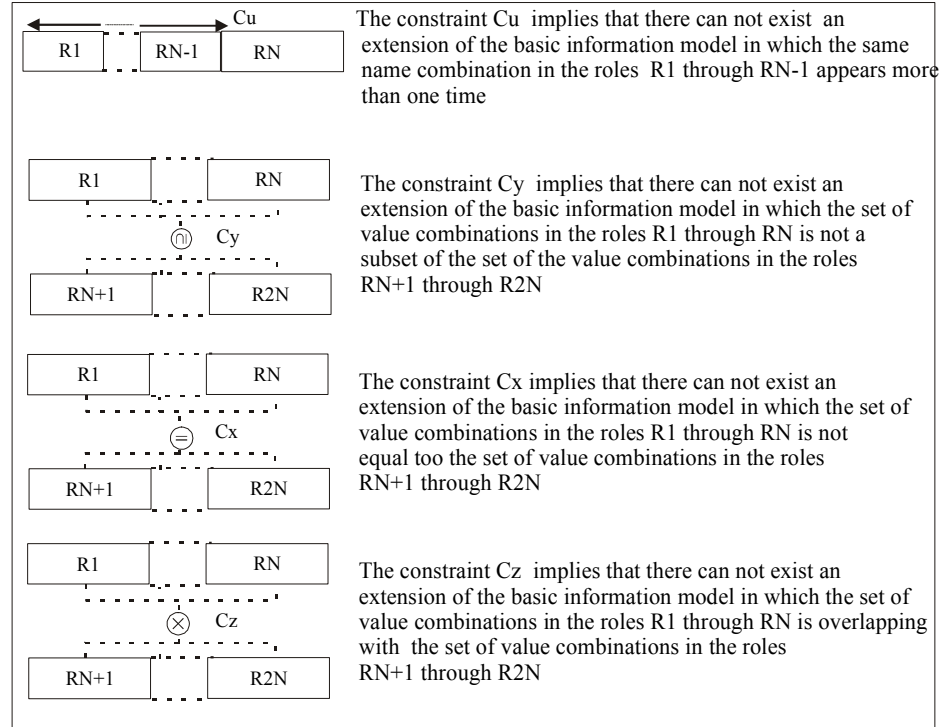 Cu
R1 RN-1 RN
The constraint Cu implies that there can not exist an
extension of the basic information model in which the same
name combination in the roles R1 through RN-1 appears more
than one time
R1 RN
Cy
RN+1 R2N
The constraint Cy implies that there can not exist an
extension of the basic information model in which the set of
value combinations in the roles R1 through RN is not a
subset of the set of the value combinations in the roles
RN+1 through R2N
R1 RN
= Cx
RN+1 R2N
The constraint Cx implies that there can not exist an
extension of the basic information model in which the set of
value combinations in the roles R1 through RN is not
equal too the set of value combinations in the roles
RN+1 through R2N
R1 RN
× Cz
RN+1 R2N
The constraint Cz implies that there can not exist an
extension of the basic information model in which the set of
value combinations in the roles R1 through RN is overlapping
with the set of value combinations in the roles
RN+1 through R2N